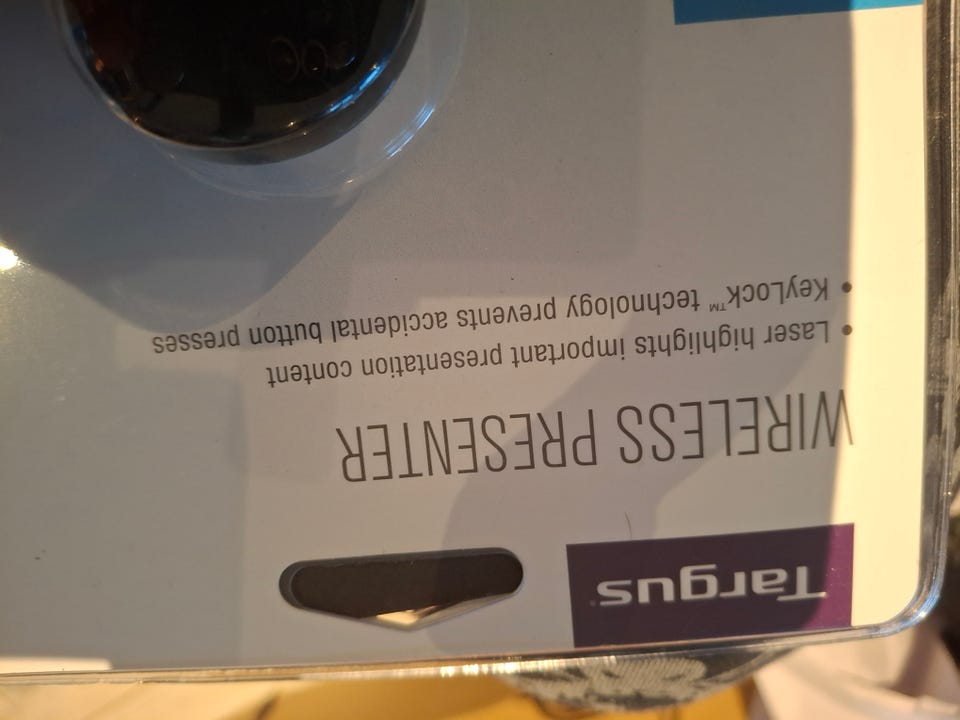 Targus
WIRELESS PRESENTER
• Laser highlights important presentation content
• KeyLock™ technology prevents accidental button presses